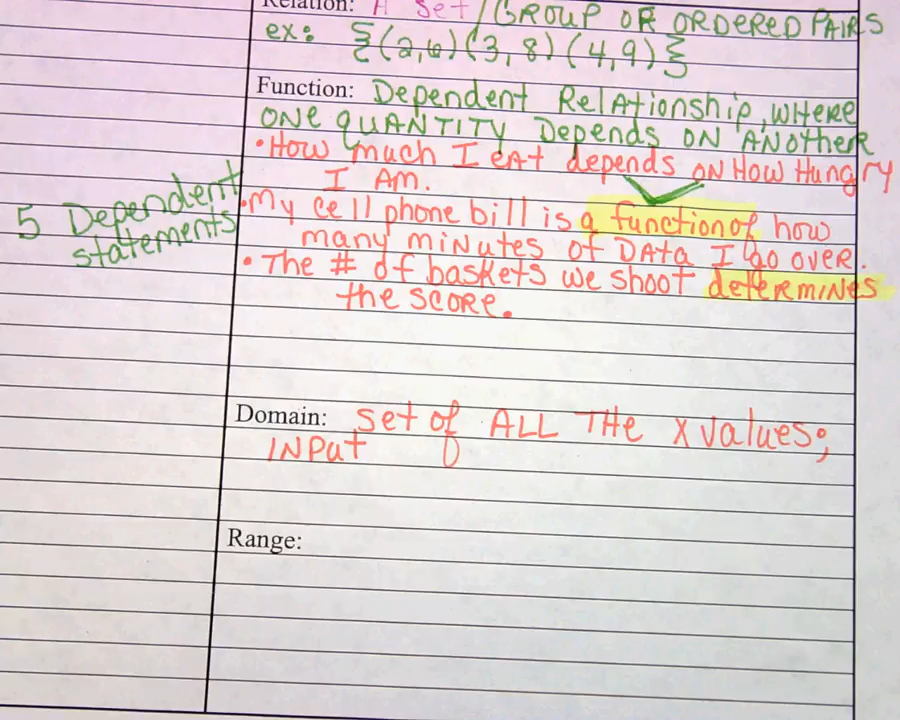 Relation: A set / GROUP OF ORDERED PAIRS
ex: {(2,6)(3,8)(4,9)}
Function: Dependent Relationship, WHERE
ONE QUANTITY Depends ON ANOTHER
• How much I eat depends ON How Hungry
I AM.
5 Dependent
statements
• My cell phone bill is a function of how
many minutes of DATA I go over.
• The # of baskets we shoot determines
the score.
Domain: set of ALL THE x values;
INPut
Range: